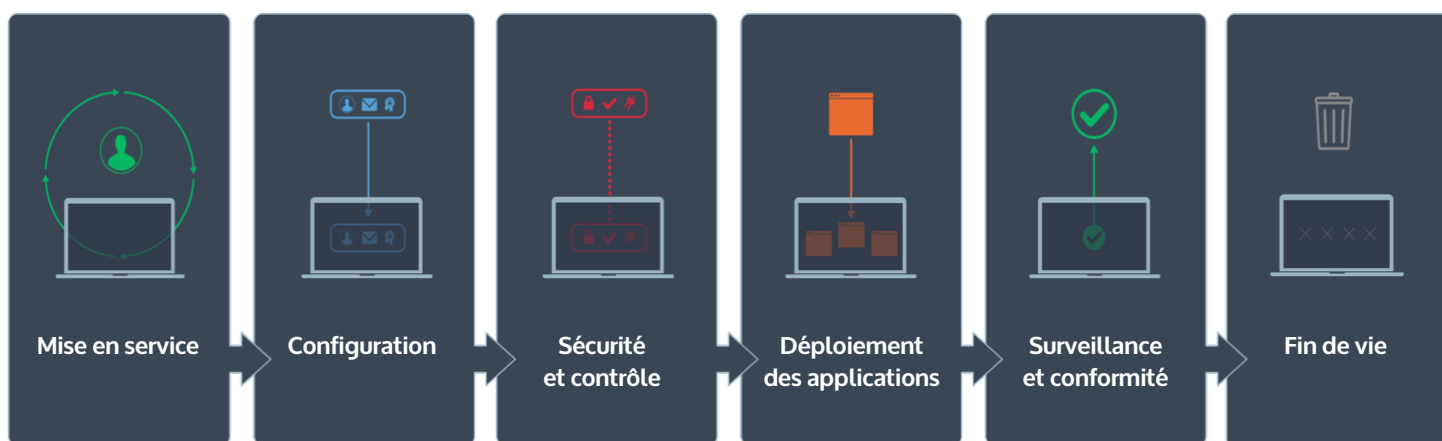 Mise en service
Configuration
Sécurité
et contrôle
Déploiement
des applications
Surveillance
et conformité
Fin de vie